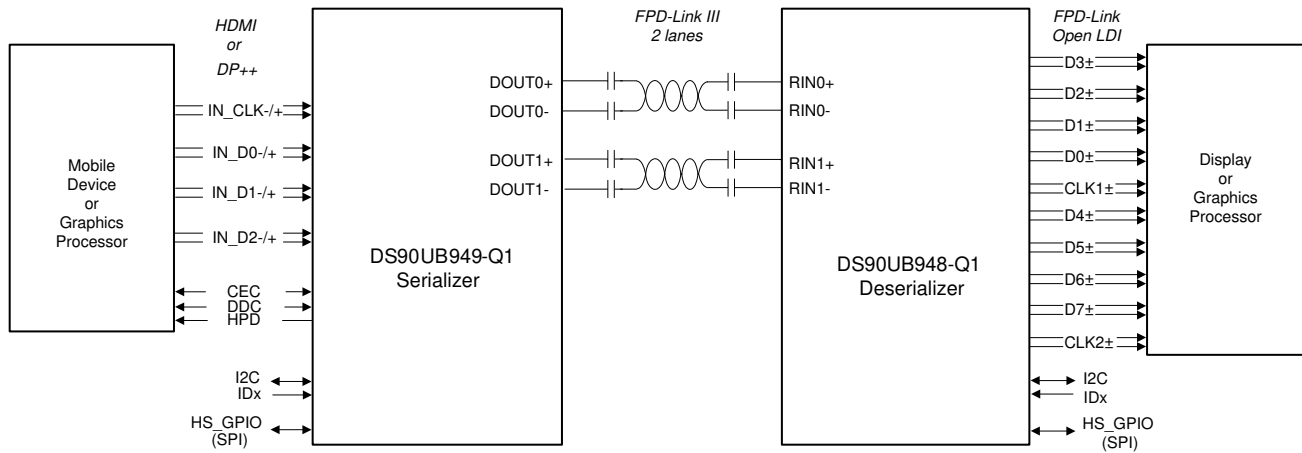 HDMI
or
DP++
FPD-Link III
2 lanes
FPD-Link
Open LDI
Mobile
Device
or
Graphics
Processor
IN_CLK-/+
IN_D0-/+
IN_D1-/+
IN_D2-/+
CEC
DDC
HPD
I2C
IDx
HS_GPIO
(SPI)
DOUT0+
DOUT0-
DOUT1+
DOUT1-
DS90UB949-Q1
Serializer
RIN0+
RIN0-
RIN1+
RIN1-
DS90UB948-Q1
Deserializer
D3±
D2±
D1±
D0±
CLK1±
D4±
D5±
D6±
D7±
CLK2±
I2C
IDx
HS_GPIO
(SPI)
Display
or
Graphics
Processor